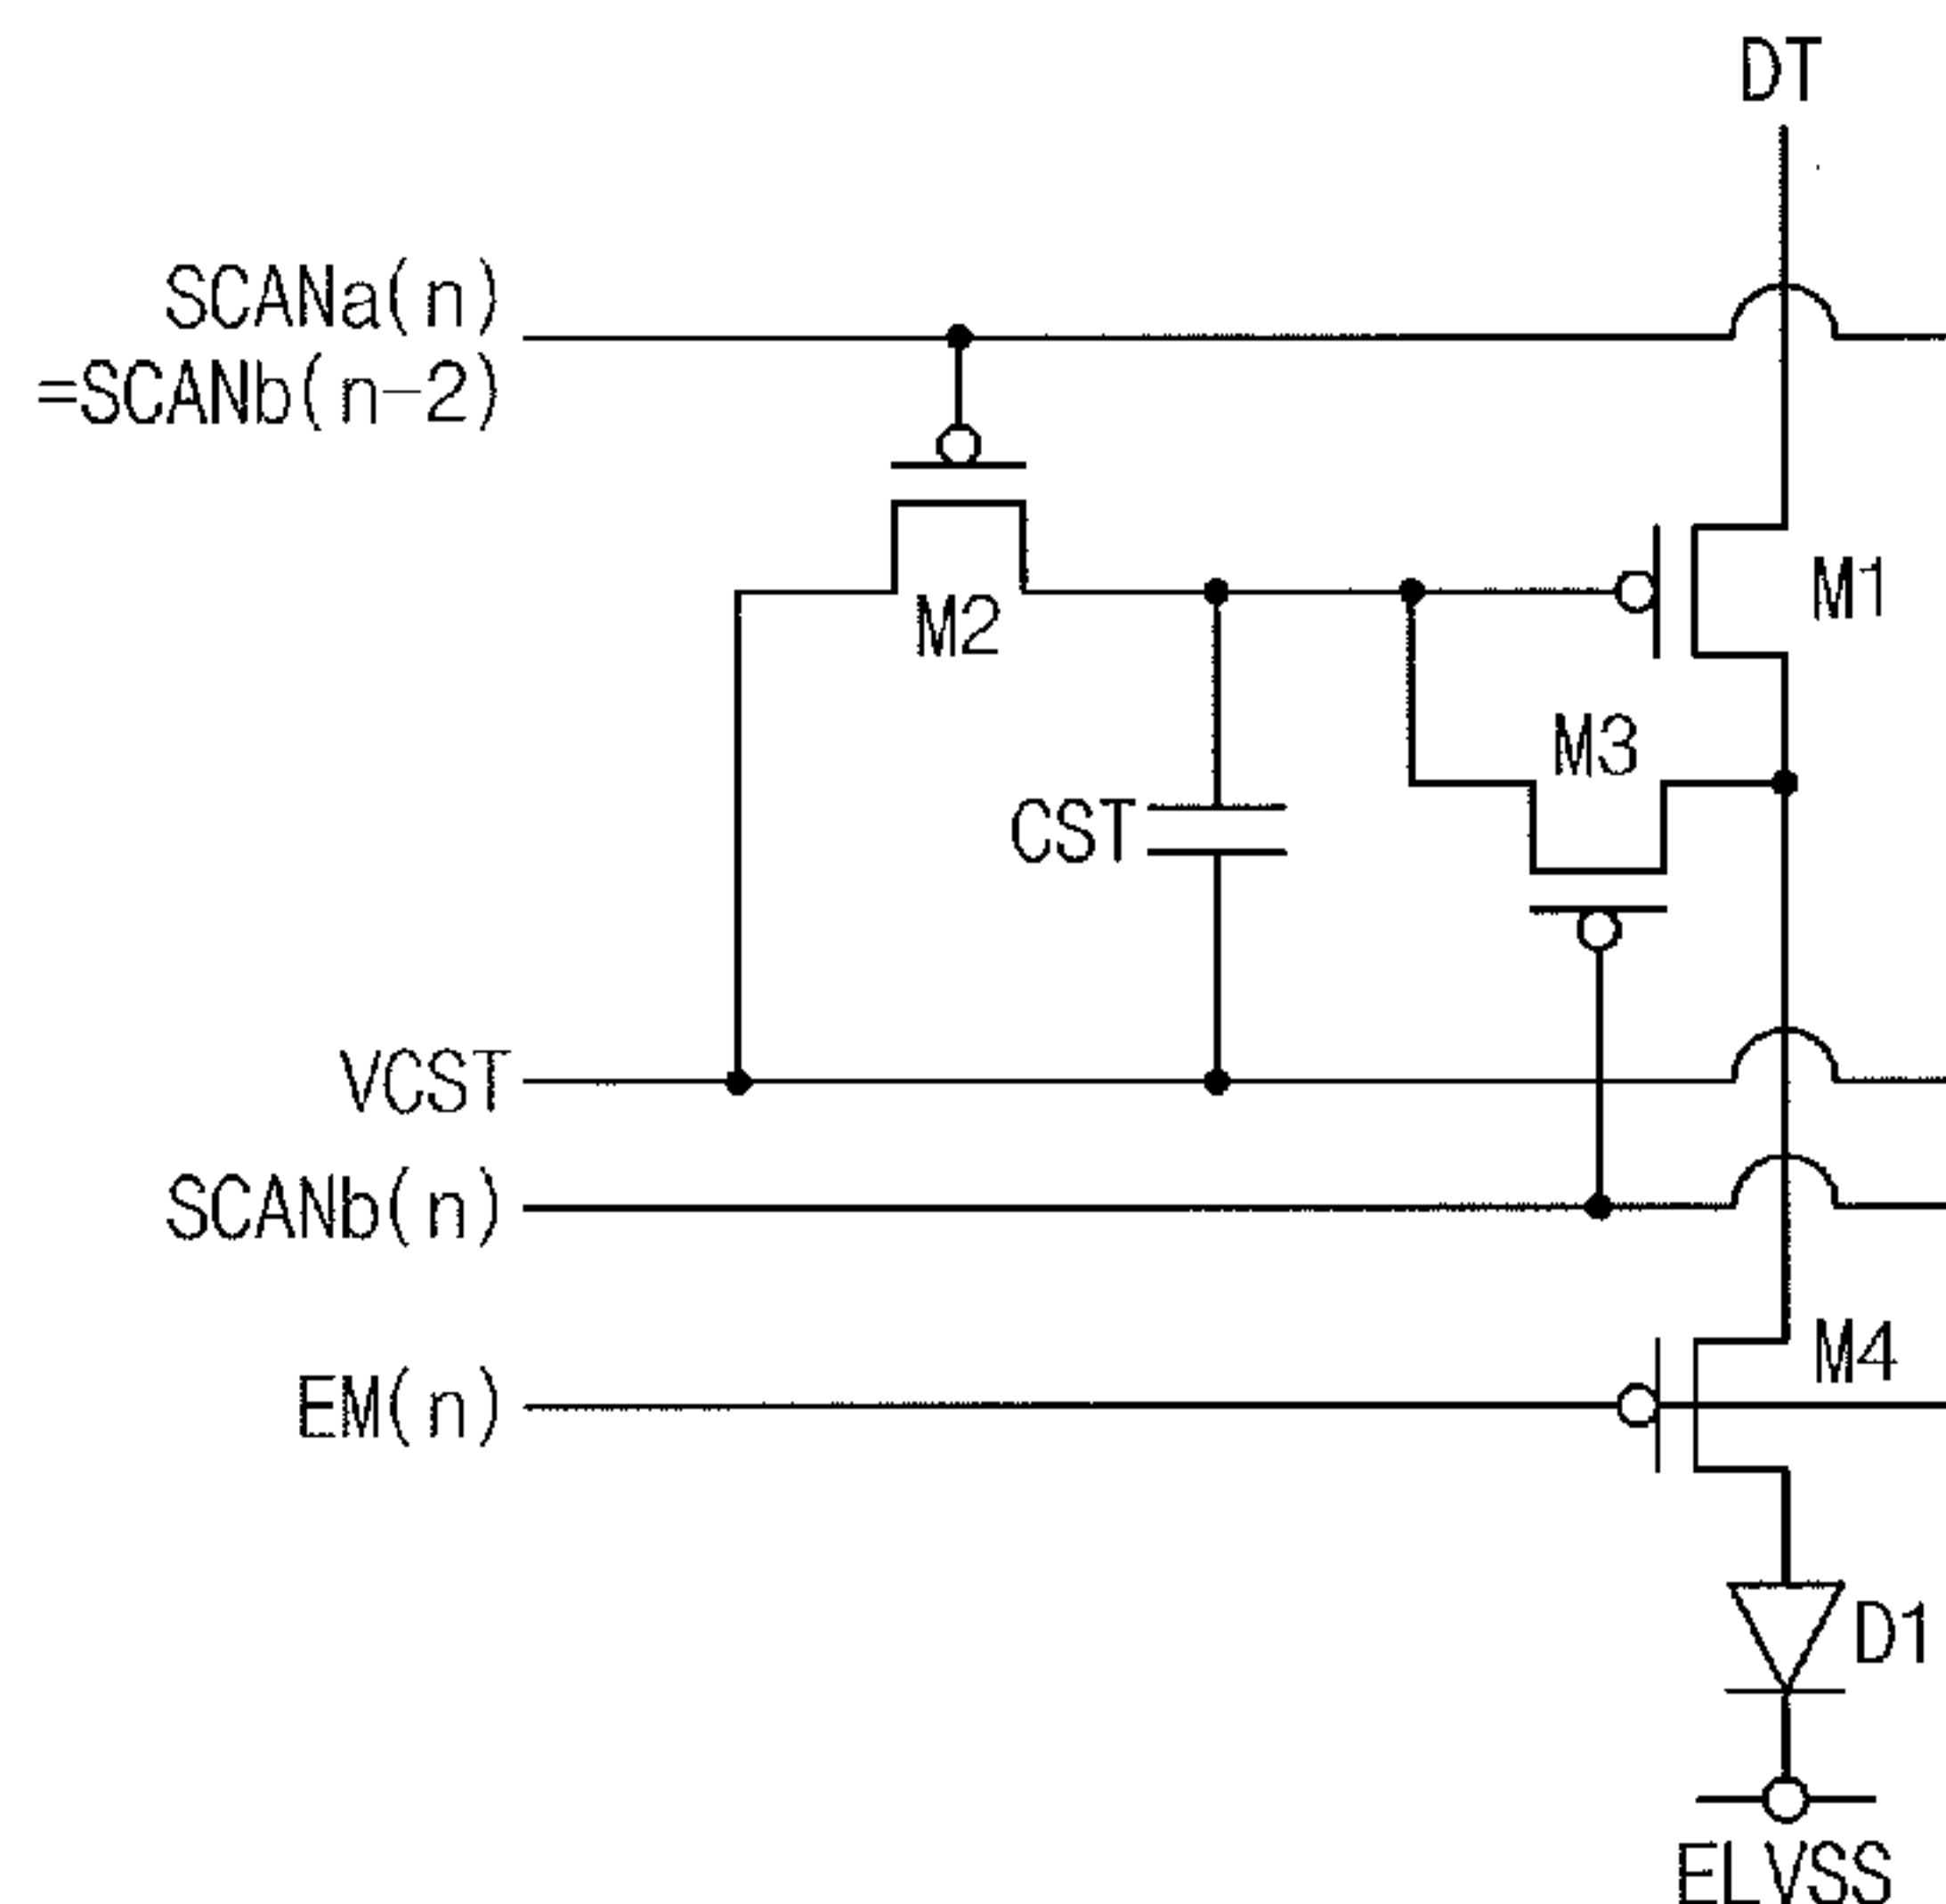 DT
SCANa(n)
=SCANb(n-2)
M1
M2
M3
CST
VCST
SCANb(n)
M4
EM(n)
D1
ELVSS